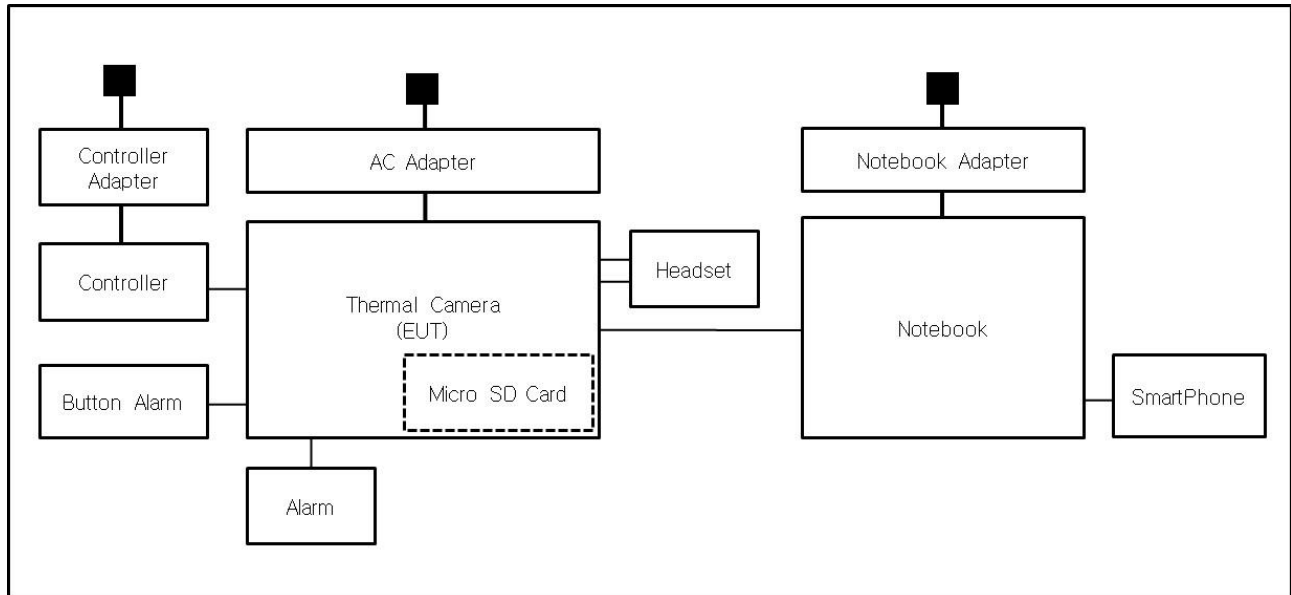 Controller
Adapter
AC Adapter
Notebook Adapter
Controller
Thermal Camera
(EUT)
Headset
Notebook
Button Alarm
Micro SD Card
SmartPhone
Alarm